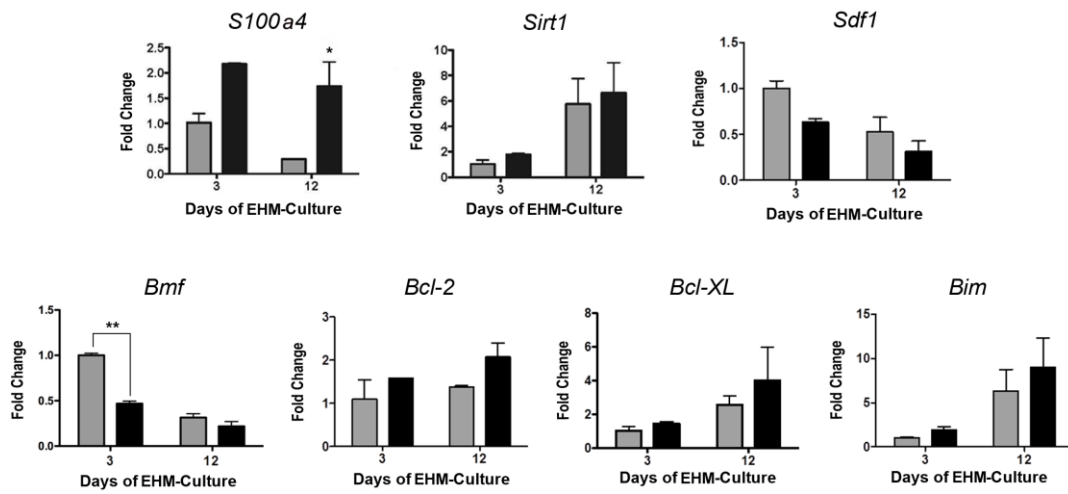 S100a4
Fold Change
2.5
2.0
1.5
1.0
0.5
0.0
*
3 12
Days of EHM-Culture
Sirt1
Fold Change
10
8
6
4
2
0
3 12
Days of EHM-Culture
Sdf1
Fold Change
1.5
1.0
0.5
0.0
3 12
Days of EHM-Culture
Bmf
Fold Change
1.5
1.0
0.5
0.0
**
3 12
Days of EHM-Culture
Bcl-2
Fold Change
3
2
1
0
3 12
Days of EHM-Culture
Bcl-XL
Fold Change
8
6
4
2
0
3 12
Days of EHM-Culture
Bim
Fold Change
15
10
5
0
3 12
Days of EHM-Culture